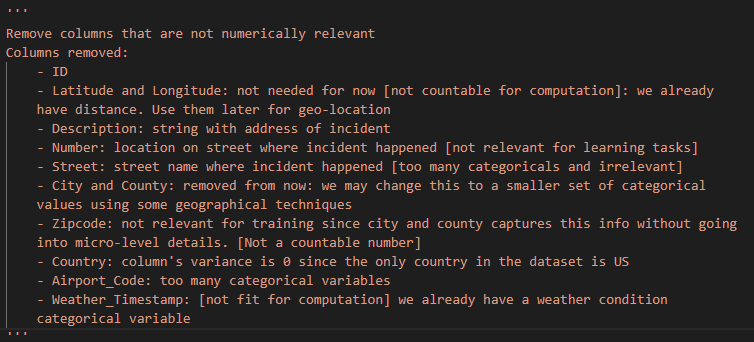 '''
Remove columns that are not numerically relevant
Columns removed:
- ID
- Latitude and Longitude: not needed for now [not countable for computation]: we already
have distance. Use them later for geo-location
- Description: string with address of incident
- Number: location on street where incident happened [not relevant for learning tasks]
- Street: street name where incident happened [too many categoricals and irrelevant]
- City and County: removed from now: we may change this to a smaller set of categorical
values using some geographical techniques
- Zipcode: not relevant for training since city and county captures this info without going
into micro-level details. [Not a countable number]
- Country: column's variance is 0 since the only country in the dataset is US
- Airport_Code: too many categorical variables
- Weather_Timestamp: [not fit for computation] we already have a weather condition
categorical variable
'''